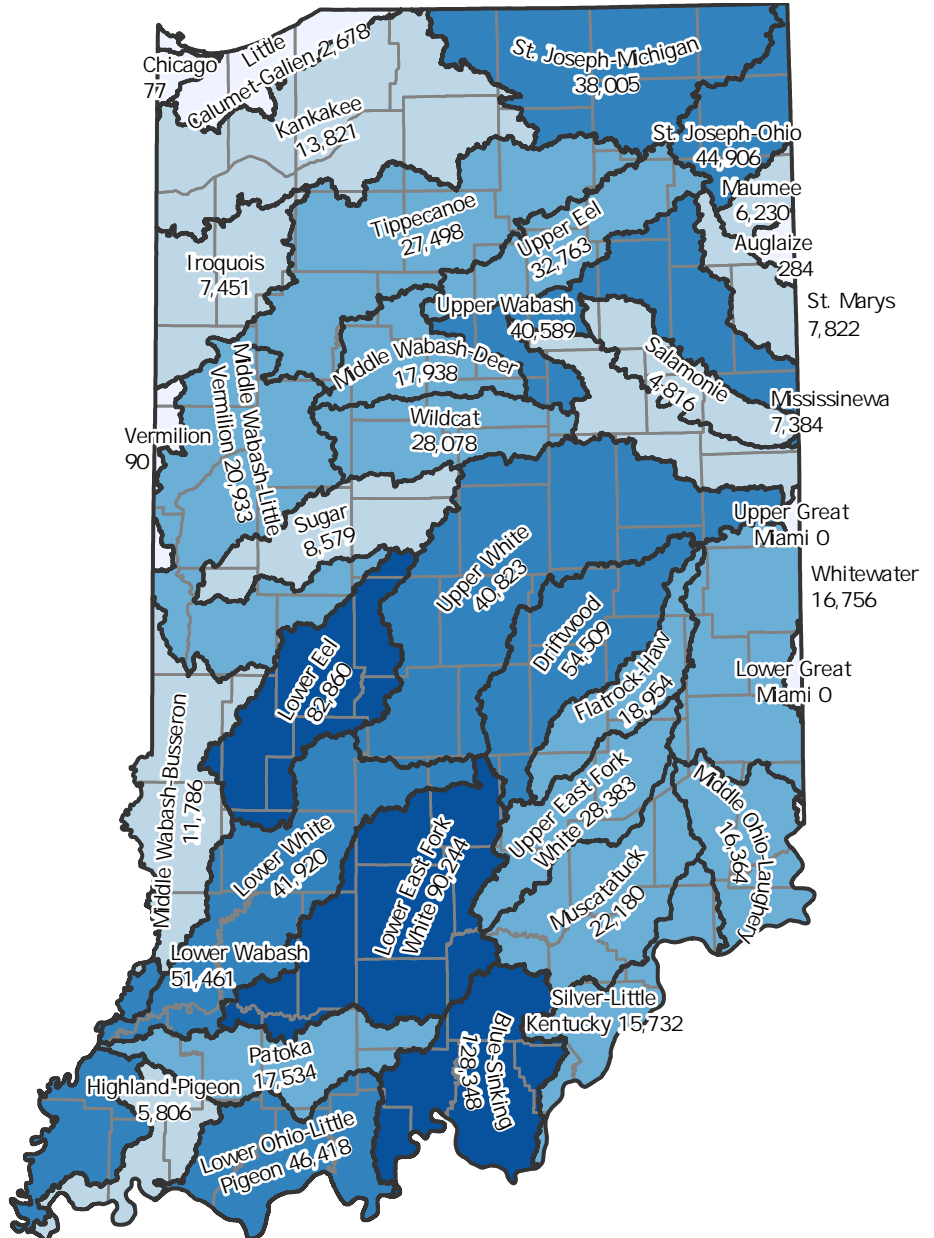 Chicago
77
Little
Calumet-Galien 2,678
St. Joseph-Michigan
38,005
Kankakee
13,821
St. Joseph-Ohio
44,906
Maumee
6,230
Tippecanoe
27,498
Upper Eel
32,763
Auglaize
284
Iroquois
7,451
St. Marys
7,822
Upper Wabash
40,589
Middle Wabash-Deer
17,938
Salamonie
4,816
Mississinewa
7,384
Middle Wabash-Little
Vermilion 20,933
Wildcat
28,078
Vermilion
90
Sugar
8,579
Upper Great
Miami 0
Upper White
40,823
Whitewater
16,756
Driftwood
54,509
Lower Eel
82,860
Flatrock-Haw
18,954
Lower Great
Miami 0
Middle Wabash-Busseron
11,786
Upper East Fork
White 28,383
Middle Ohio-Laughery
16,364
Lower White
41,920
Lower East Fork
White 90,244
Muscatatuck
22,180
Lower Wabash
51,461
Silver-Little
Kentucky 15,732
Blue-Sinking
128,348
Patoka
17,534
Highland-Pigeon
5,806
Lower Ohio-Little
Pigeon 46,418